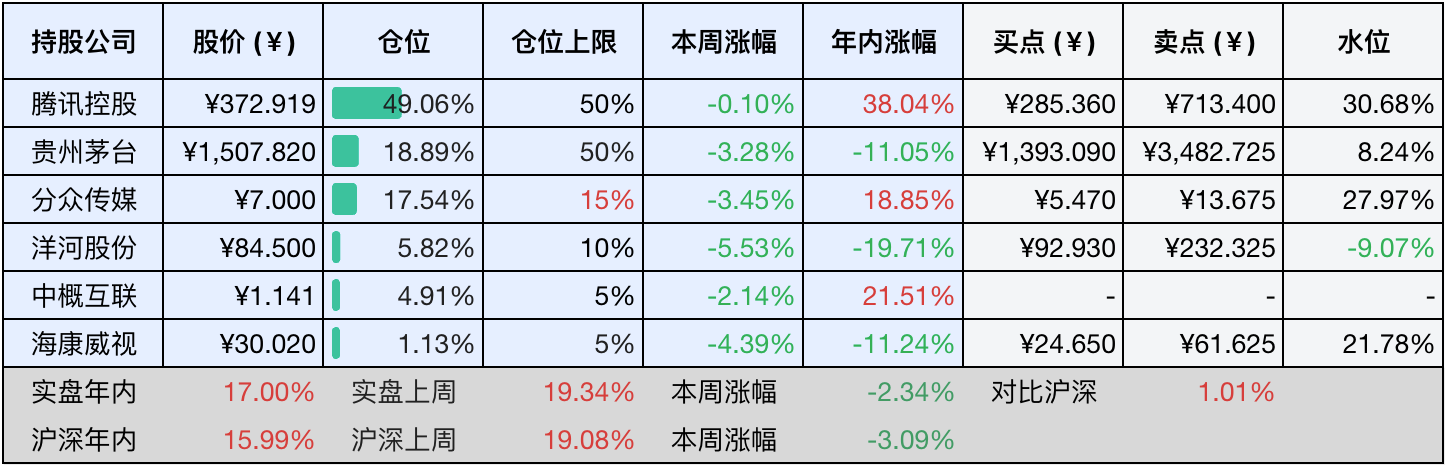 持股公司 股价 (¥) 仓位 仓位上限 本周涨幅 年内涨幅 买点 (¥) 卖点 (¥) 水位
腾讯控股 ¥372.919 49.06% 50% -0.10% 38.04% ¥285.360 ¥713.400 30.68%
贵州茅台 ¥1,507.820 18.89% 50% -3.28% -11.05% ¥1,393.090 ¥3,482.725 8.24%
分众传媒 ¥7.000 17.54% 15% -3.45% 18.85% ¥5.470 ¥13.675 27.97%
洋河股份 ¥84.500 5.82% 10% -5.53% -19.71% ¥92.930 ¥232.325 -9.07%
中概互联 ¥1.141 4.91% 5% -2.14% 21.51% - - -
海康威视 ¥30.020 1.13% 5% -4.39% -11.24% ¥24.650 ¥61.625 21.78%
实盘年内 17.00% 实盘上周 19.34% 本周涨幅 -2.34% 对比沪深 1.01%
沪深年内 15.99% 沪深上周 19.08% 本周涨幅 -3.09%